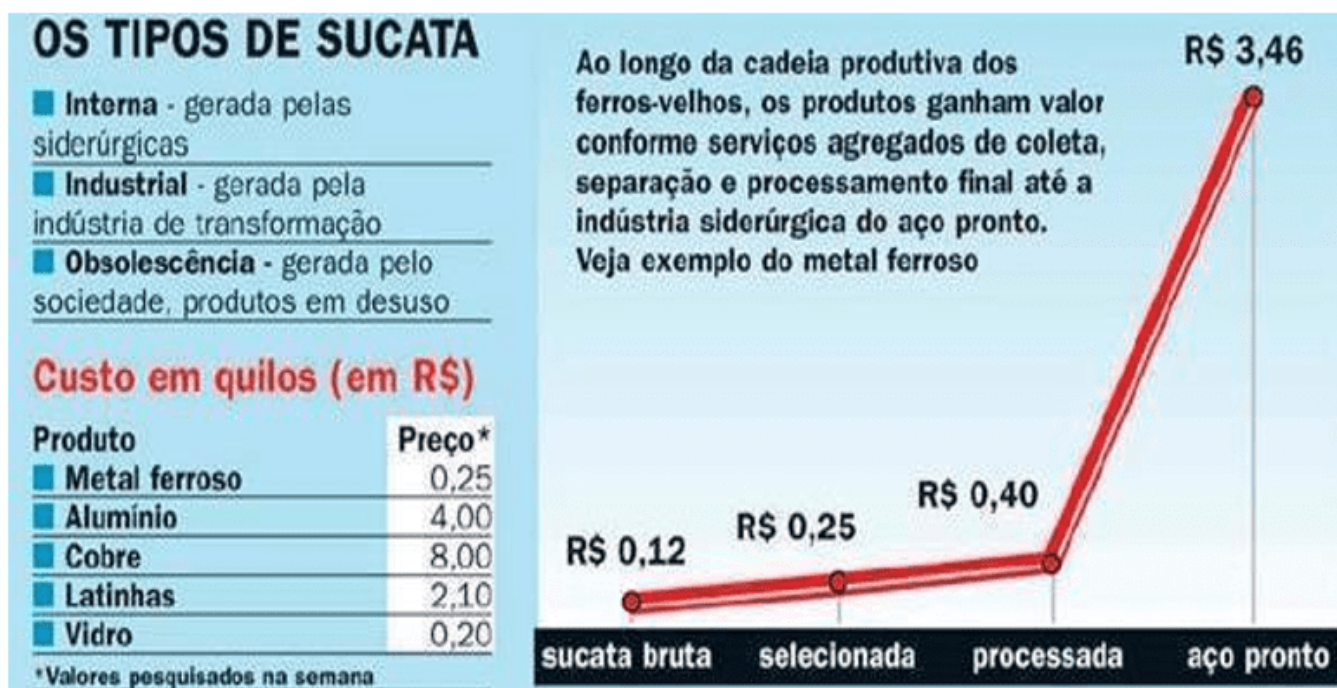 OS TIPOS DE SUCATA
Interna - gerada pelas
siderúrgicas
Industrial - gerada pela
indústria de transformação
Obsolescência - gerada pelo
sociedade, produtos em desuso
Custo em quilos (em R$)
Produto Preço*
Metal ferroso 0,25
Alumínio 4,00
Cobre 8,00
Latinhas 2,10
Vidro 0,20
*Valores pesquisados na semana
Ao longo da cadeia produtiva dos
ferros-velhos, os produtos ganham valor
conforme serviços agregados de coleta,
separação e processamento final até a
indústria siderúrgica do aço pronto.
Veja exemplo do metal ferroso
R$ 0,12
R$ 0,25
R$ 0,40
R$ 3,46
sucata bruta selecionada processada aço pronto